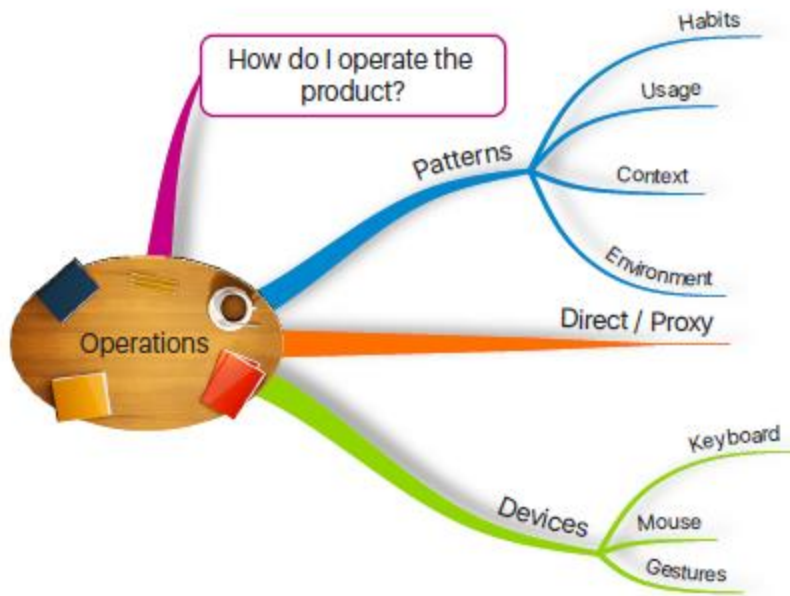 How do I operate the
product?
Operations
Patterns
Habits
Usage
Context
Environment
Direct / Proxy
Devices
Keyboard
Mouse
Gestures